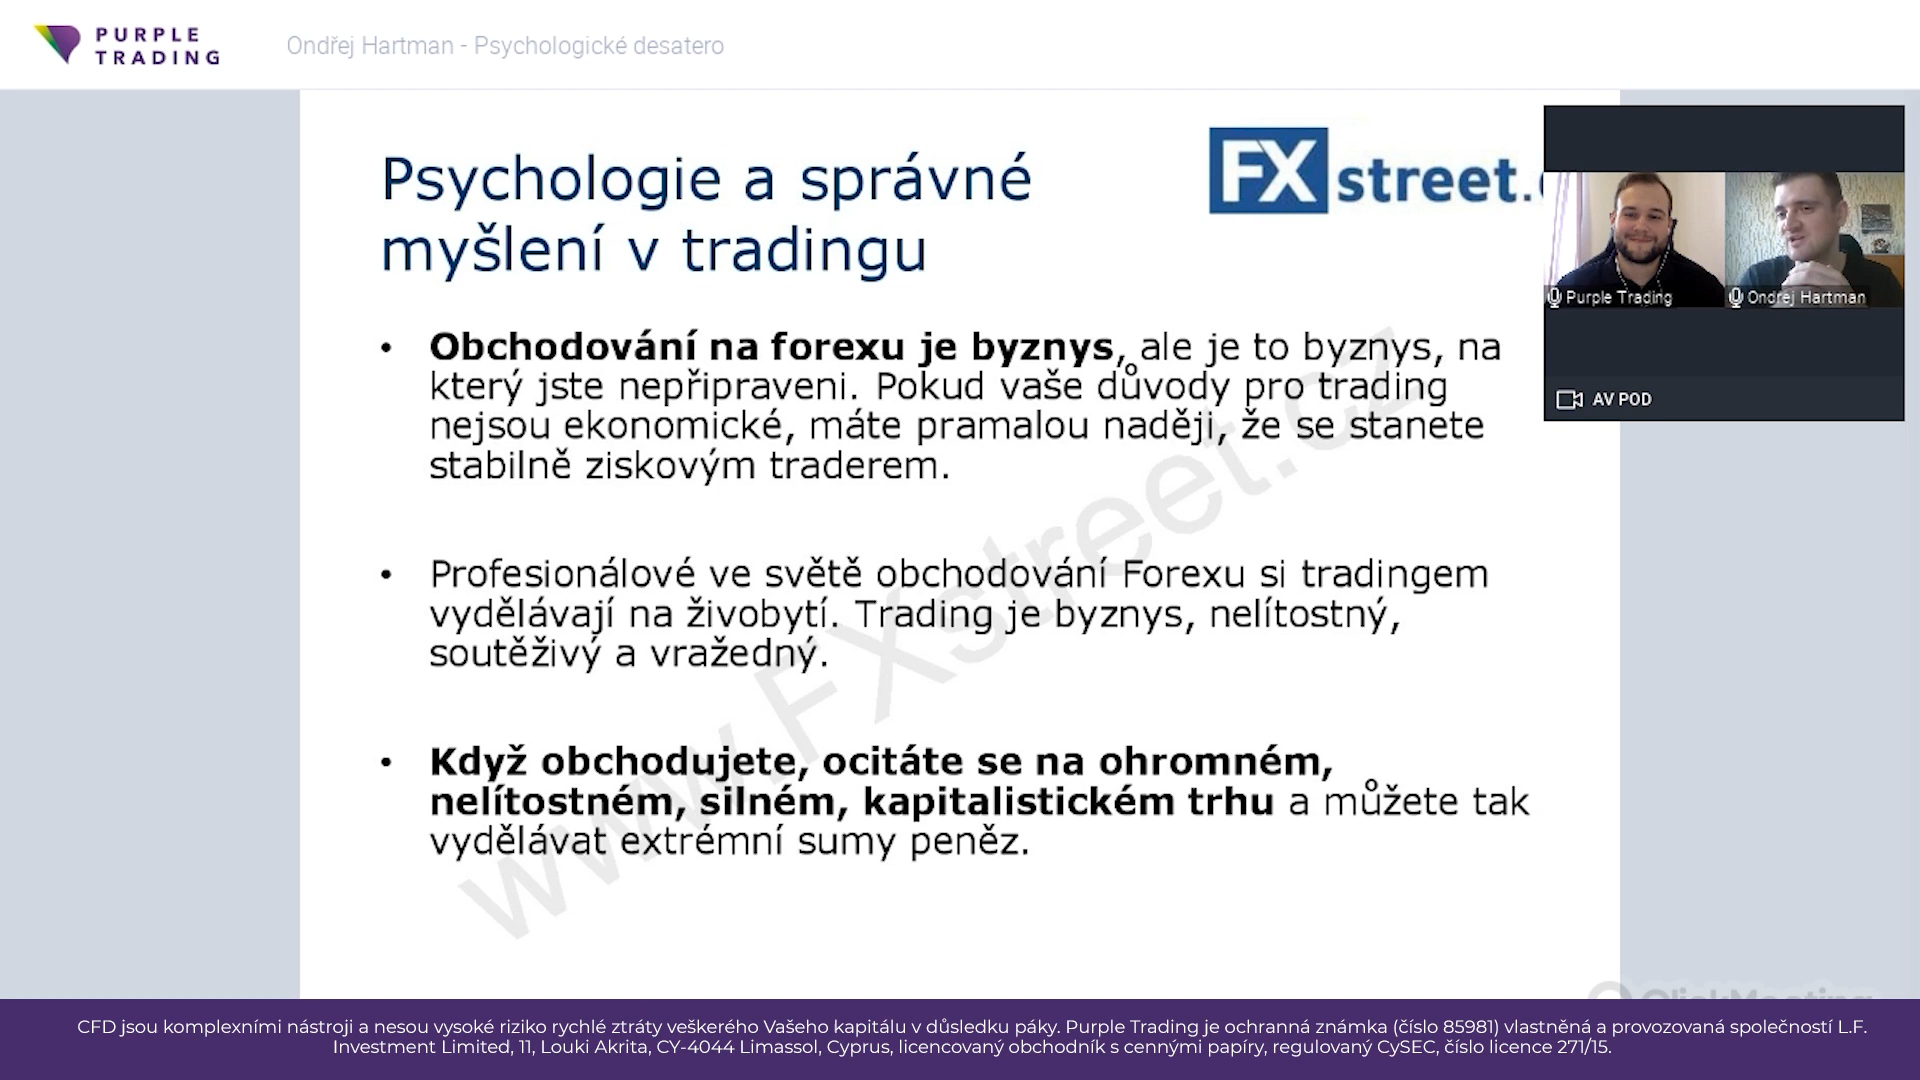 PURPLE
TRADING
Ondřej Hartman - Psychologické desatero
Psychologie a správné
myšlení v tradingu
FXstreet.
Purple Trading
Ondrej Hartman
AV POD
• Obchodování na forexu je byznys, ale je to byznys, na
který jste nepřipraveni. Pokud vaše důvody pro trading
nejsou ekonomické, máte pramalou naději, že se stanete
stabilně ziskovým traderem.
• Profesionálové ve světě obchodování Forexu si tradingem
vydělávají na živobytí. Trading je byznys, nelítostný,
soutěživý a vražedný.
• Když obchodujete, ocitáte se na ohromném,
nelítostném, silném, kapitalistickém trhu a můžete tak
vydělávat extrémní sumy peněz.
www.FXstreet.cz
CFD jsou komplexními nástroji a nesou vysoké riziko rychlé ztráty veškerého Vašeho kapitálu v důsledku páky. Purple Trading je ochranná známka (číslo 85981) vlastněná a provozovaná společností L.F.
Investment Limited, 11, Louki Akrita, CY-4044 Limassol, Cyprus, licencovaný obchodník s cennými papíry, regulovaný CySEC, číslo licence 271/15.